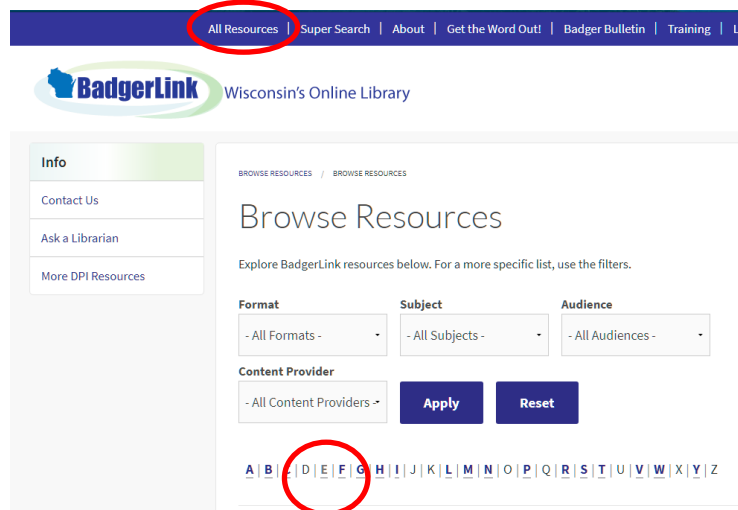 All Resources | Super Search | About | Get the Word Out! | Badger Bulletin | Training |
BadgerLink Wisconsin's Online Library
Info
Contact Us
Ask a Librarian
More DPI Resources
BROWSE RESOURCES / BROWSE RESOURCES
Browse Resources
Explore BadgerLink resources below. For a more specific list, use the filters.
Format Subject Audience
- All Formats - - All Subjects - - All Audiences -
Content Provider
- All Content Providers - Apply Reset
A | B | C | D | E | F | G | H | I | J | K | L | M | N | O | P | Q | R | S | T | U | V | W | X | Y | Z